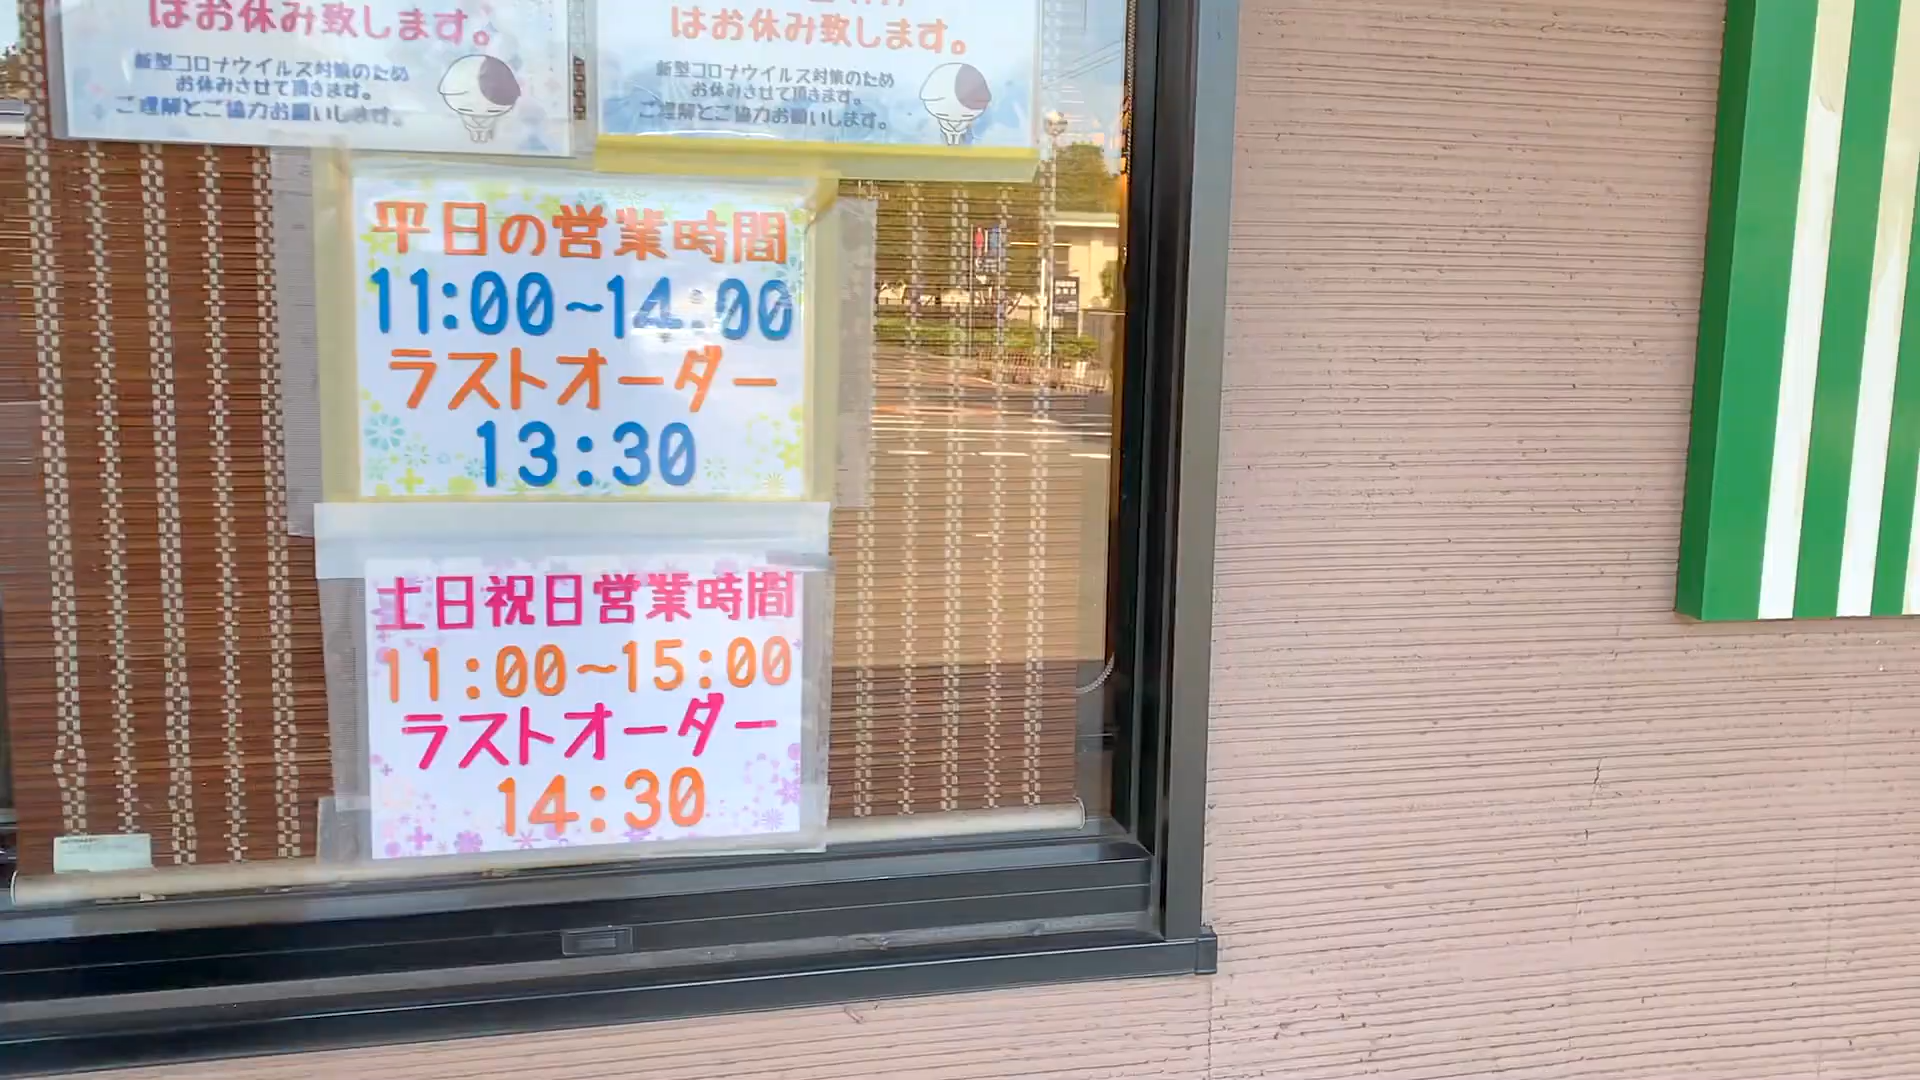 はお休み致します。
新型コロナウイルス対策のため
お休みさせて頂きます。
ご理解とご協力お願いします。
はお休み致します。
新型コロナウイルス対策のため
お休みさせて頂きます。
ご理解とご協力お願いします。
平日の営業時間
11:00~14:00
ラストオーダー
13:30
土日祝日営業時間
11:00~15:00
ラストオーダー
14:30